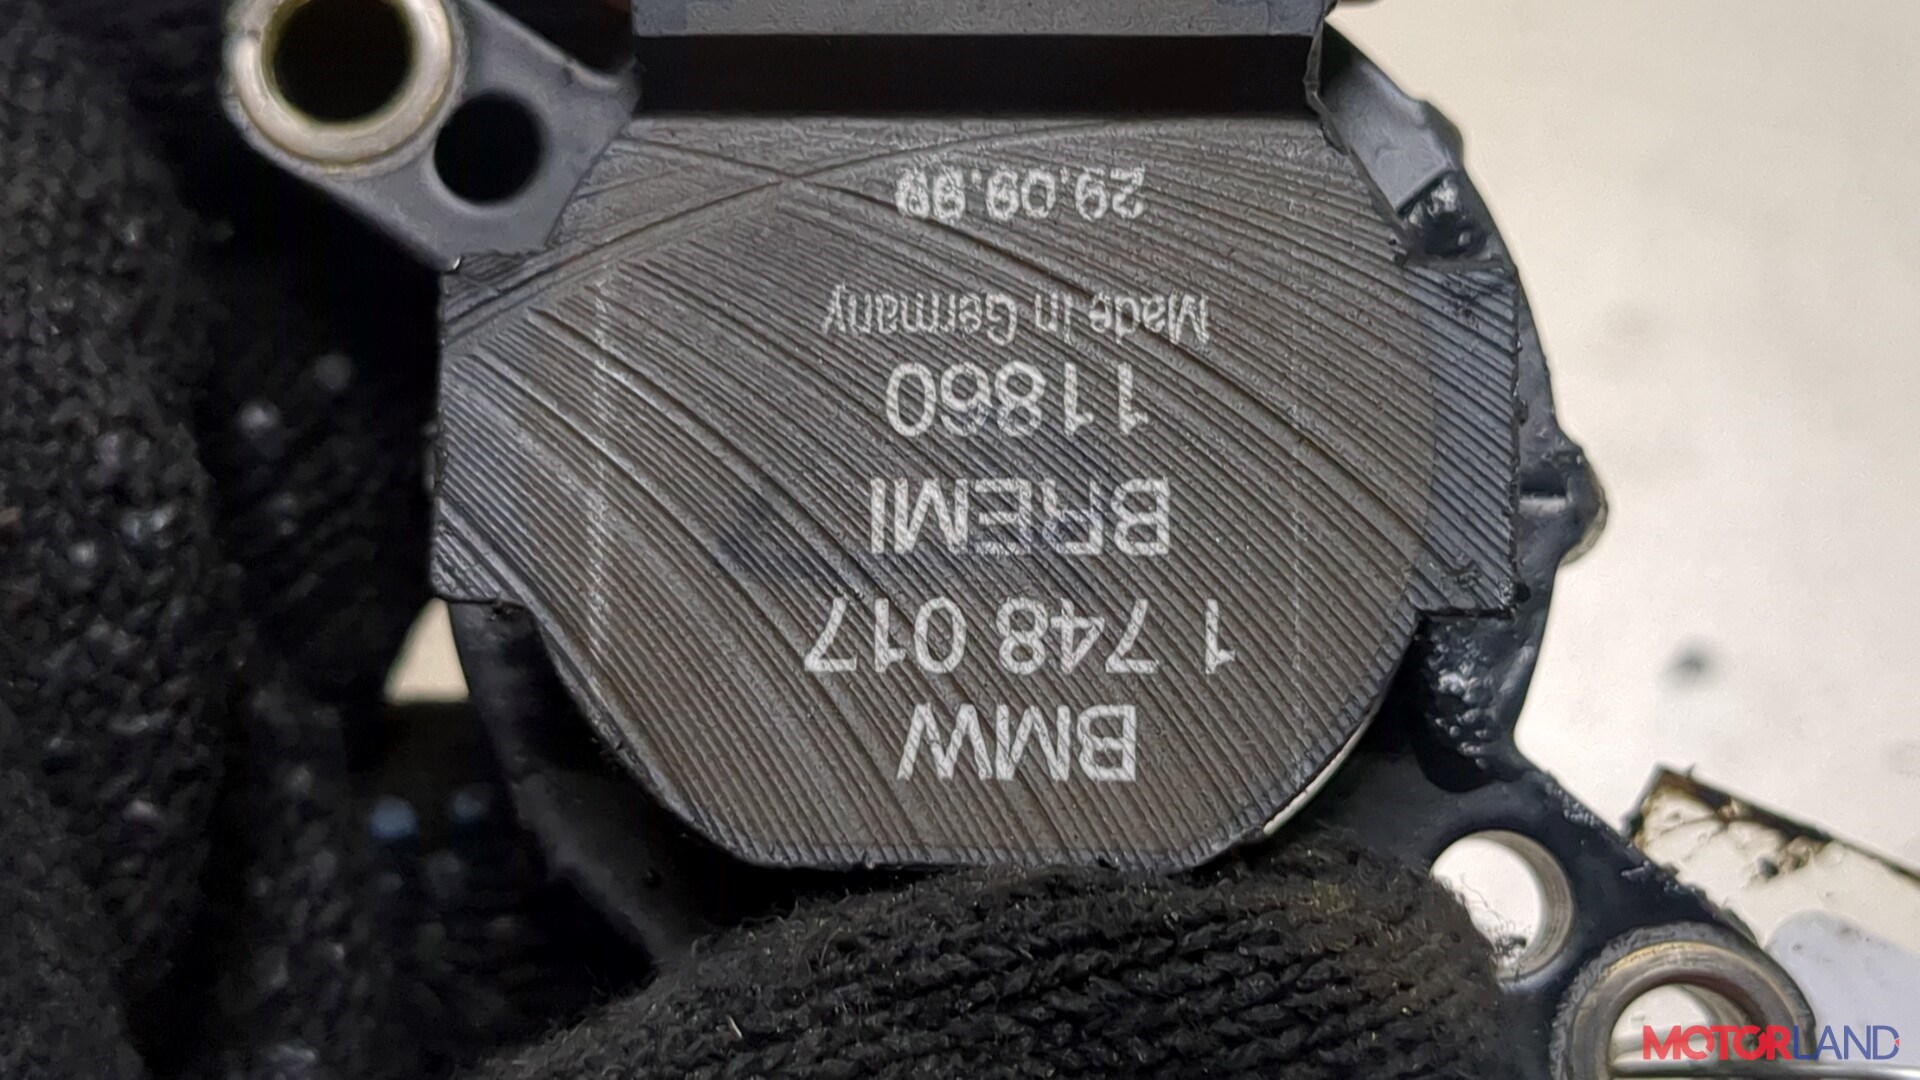 BMW
1 748 017
BREMI
11860
Made in Germany
29.09.99
MOTORLAND